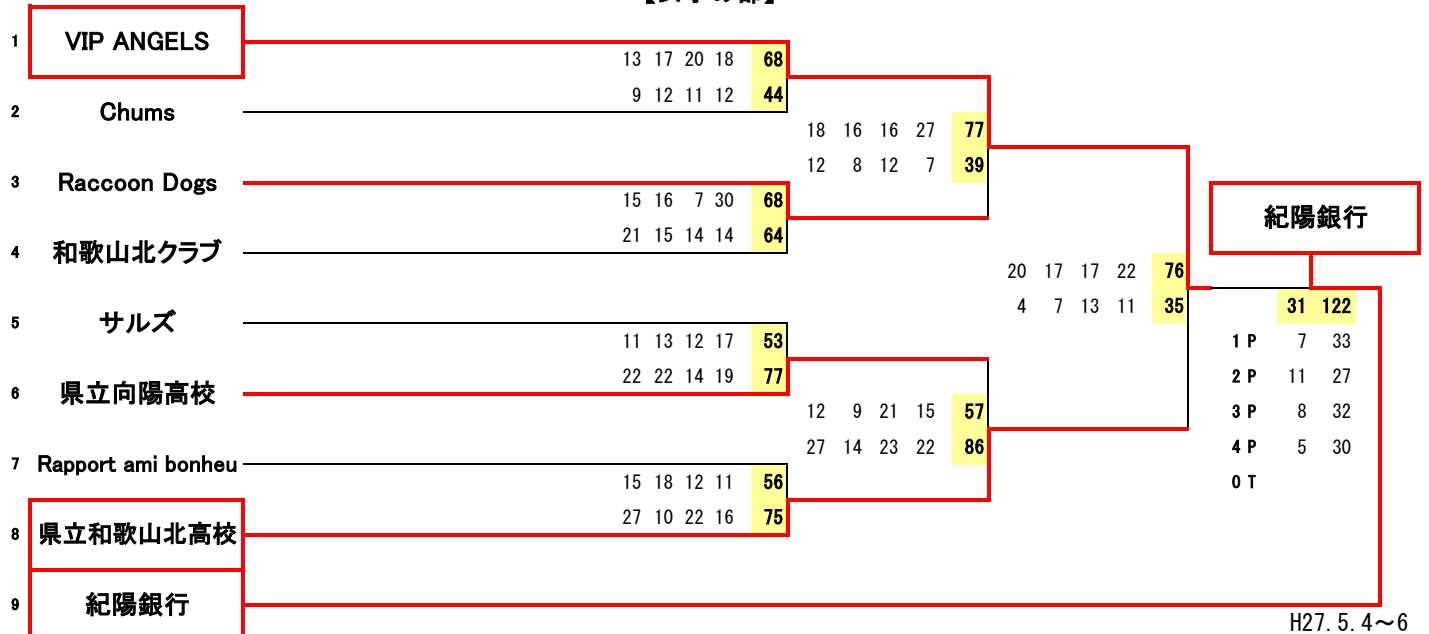 1 VIP ANGELS
13 17 20 18 68
9 12 11 12 44
2 Chums
18 16 16 27 77
12 8 12 7 39
3 Raccoon Dogs
15 16 7 30 68
21 15 14 14 64
4 和歌山北クラブ
紀陽銀行
20 17 17 22 76
4 7 13 11 35
31 122
5 サルズ
11 13 12 17 53
22 22 14 19 77
6 県立向陽高校
1P 7 33
2P 11 27
3P 8 32
4P 5 30
OT
12 9 21 15 57
27 14 23 22 86
7 Rapport ami bonheu
15 18 12 11 56
27 10 22 16 75
8 県立和歌山北高校
9 紀陽銀行
H27.5.4～6